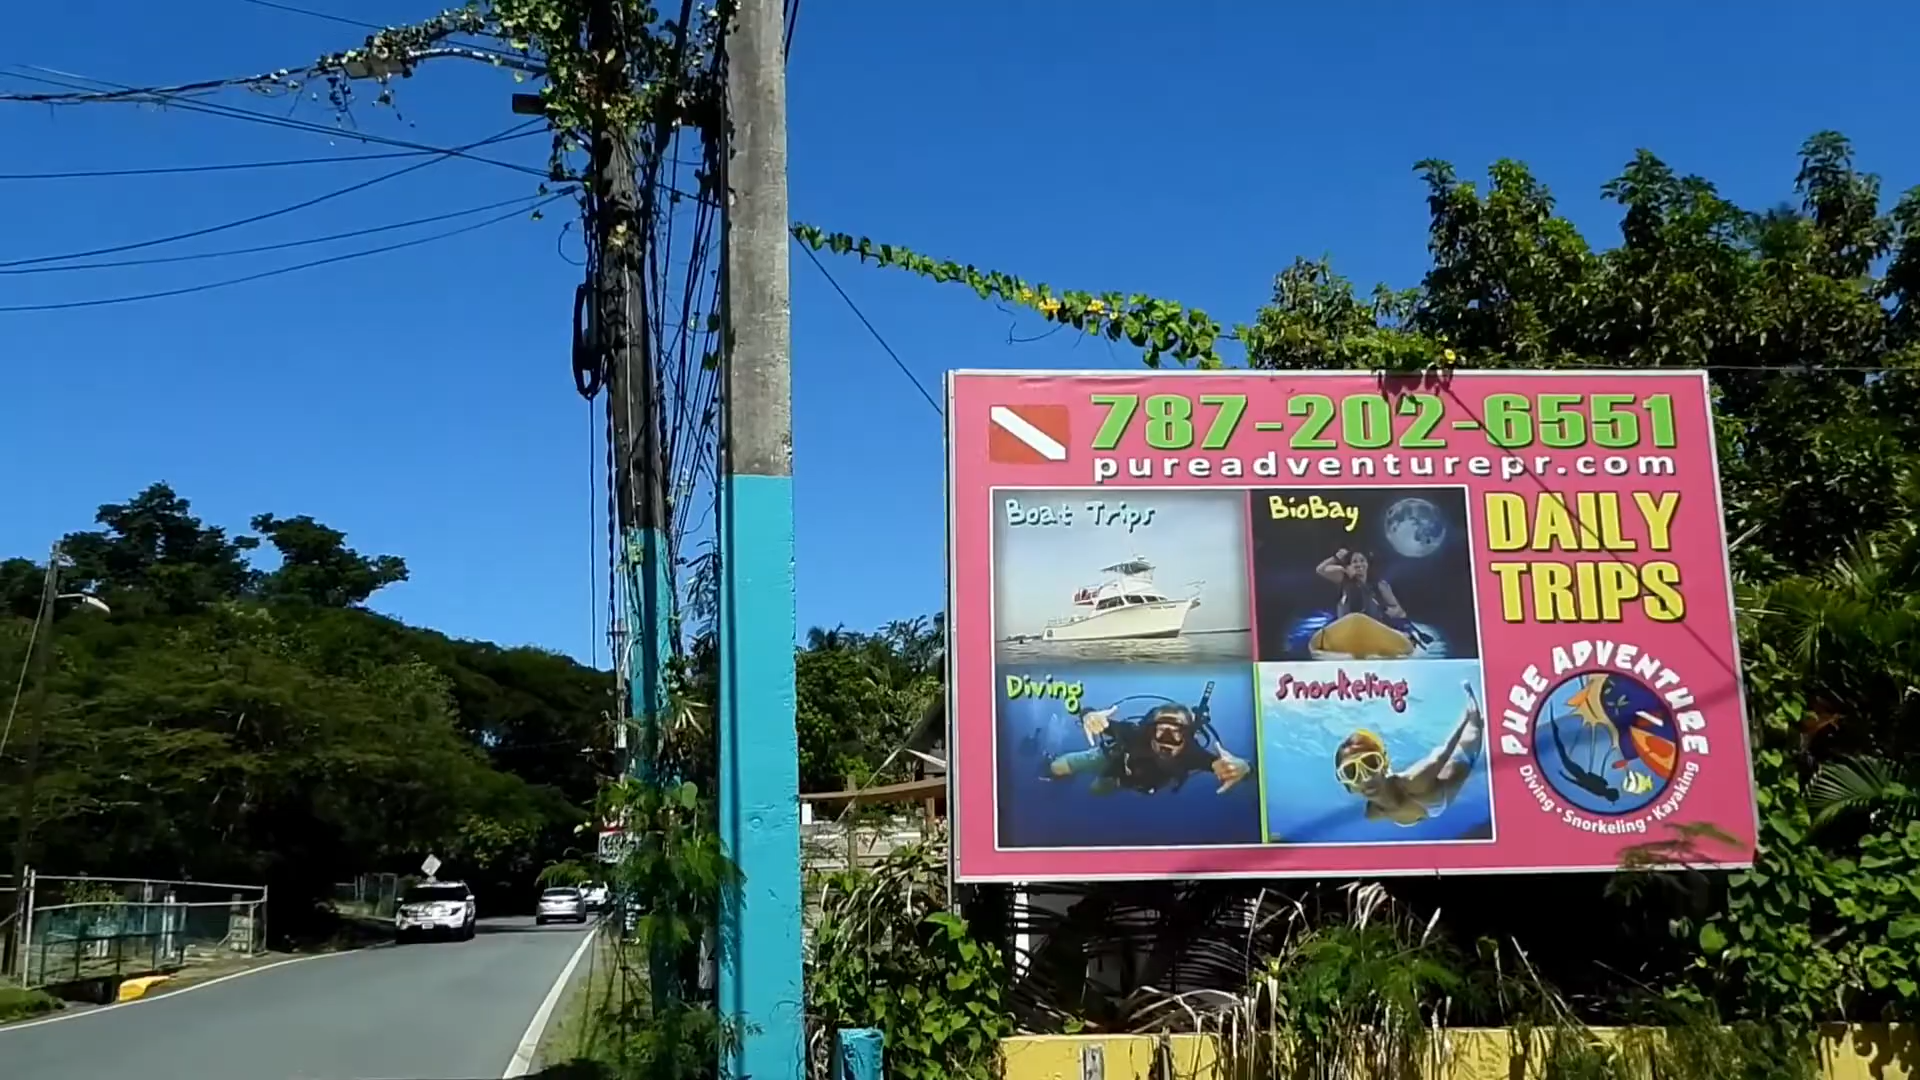 787-202-6551
pureadventurepr.com
Boat Trips
BioBay
DAILY
TRIPS
Diving
Snorkeling
PURE ADVENTURE
Diving • Snorkeling • Kayaking